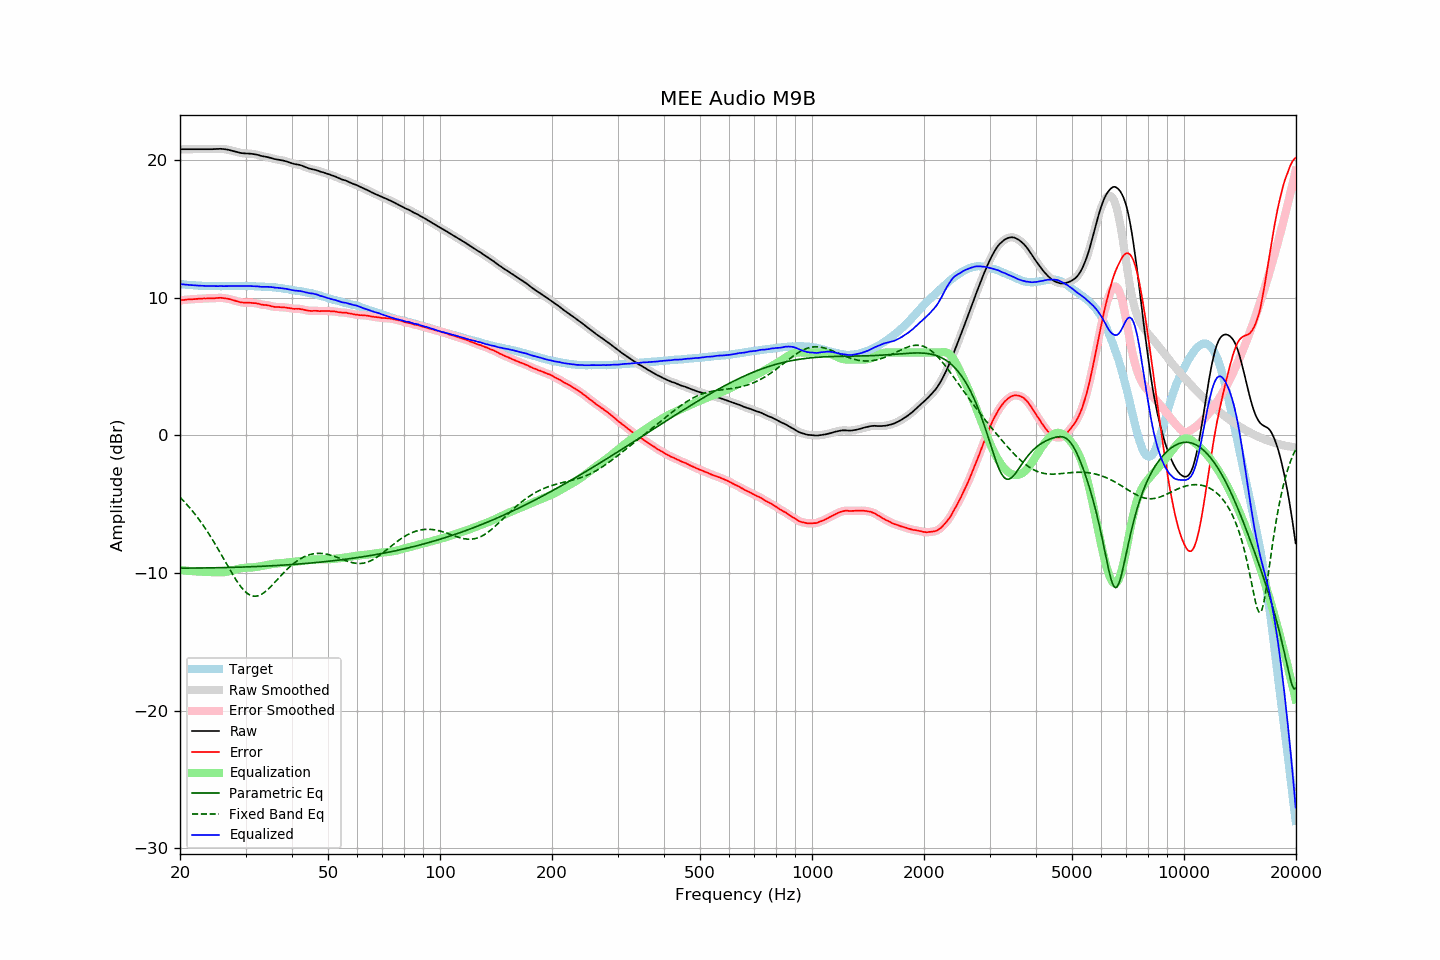 MEE Audio M9B
20
10
0
−10
−20
−30
Amplitude (dBr)
Target
Raw Smoothed
Error Smoothed
Raw
Error
Equalization
Parametric Eq
Fixed Band Eq
Equalized
20 50 100 200 500 1000 2000 5000 10000 20000
Frequency (Hz)